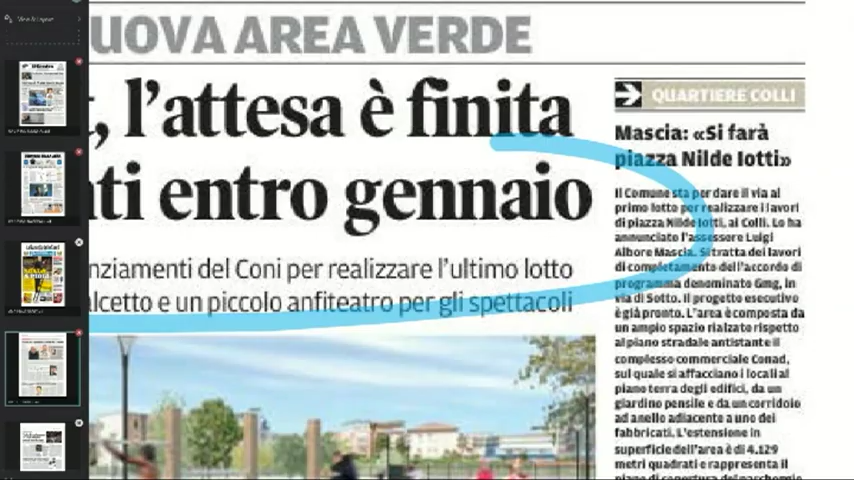 UOVA AREA VERDE
, l'attesa è finita
ti entro gennaio
nziamenti del Coni per realizzare l'ultimo lotto
alcetto e un piccolo anfiteatro per gli spettacoli
QUARTIERE COLLI
Mascia: «Si farà
piazza Nilde Iotti»
Il Comune sta per dare il via al
primo lotto per realizzare i lavori
di piazza Nilde Iotti, ai Colli. Lo ha
annunciato l'assessore Luigi
Albore Mascia. Si tratta dei lavori
di completamento dell'accordo di
programma denominato Gmg, in
via di Sotto. Il progetto esecutivo
è già pronto. L'area è composta da
un ampio spazio rialzato rispetto
al piano stradale antistante il
complesso commerciale Conad,
sul quale si affacciano i locali al
piano terra degli edifici, da un
giardino pensile e da un corridoio
ad anello adiacente a uno dei
fabbricati. L'estensione in
superficie dell'area è di 4.129
metri quadrati e rappresenta il
piano di copertura del parcheggio